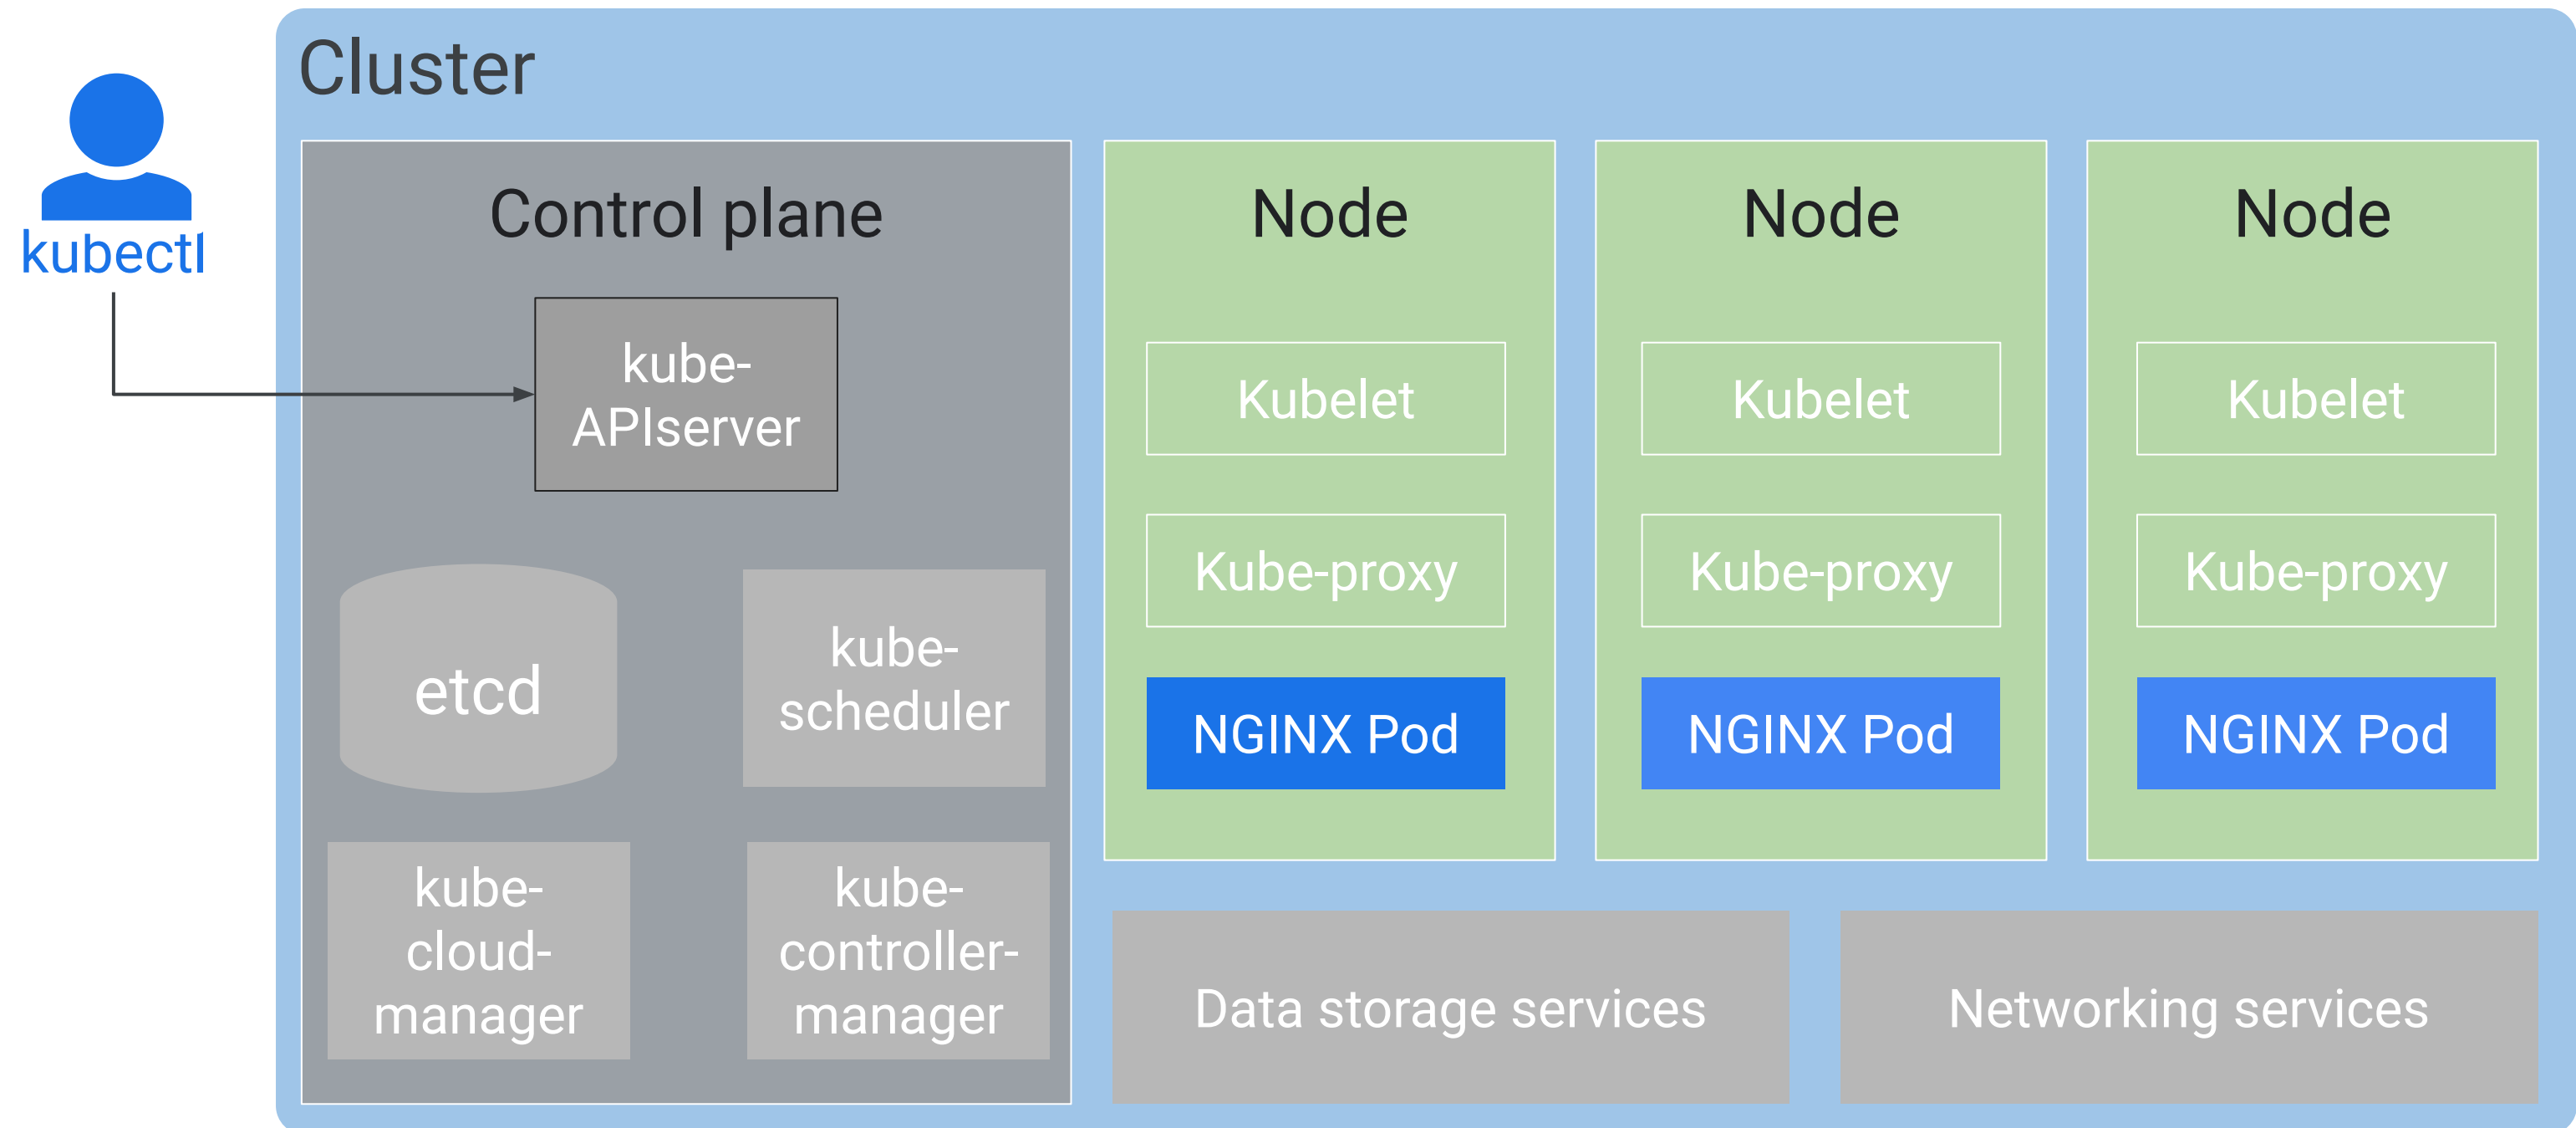 Cluster
kubectl
Control plane
kube-
APIserver
etcd
kube-
scheduler
kube-
cloud-
manager
kube-
controller-
manager
Node
Kubelet
Kube-proxy
NGINX Pod
Node
Kubelet
Kube-proxy
NGINX Pod
Node
Kubelet
Kube-proxy
NGINX Pod
Data storage services
Networking services